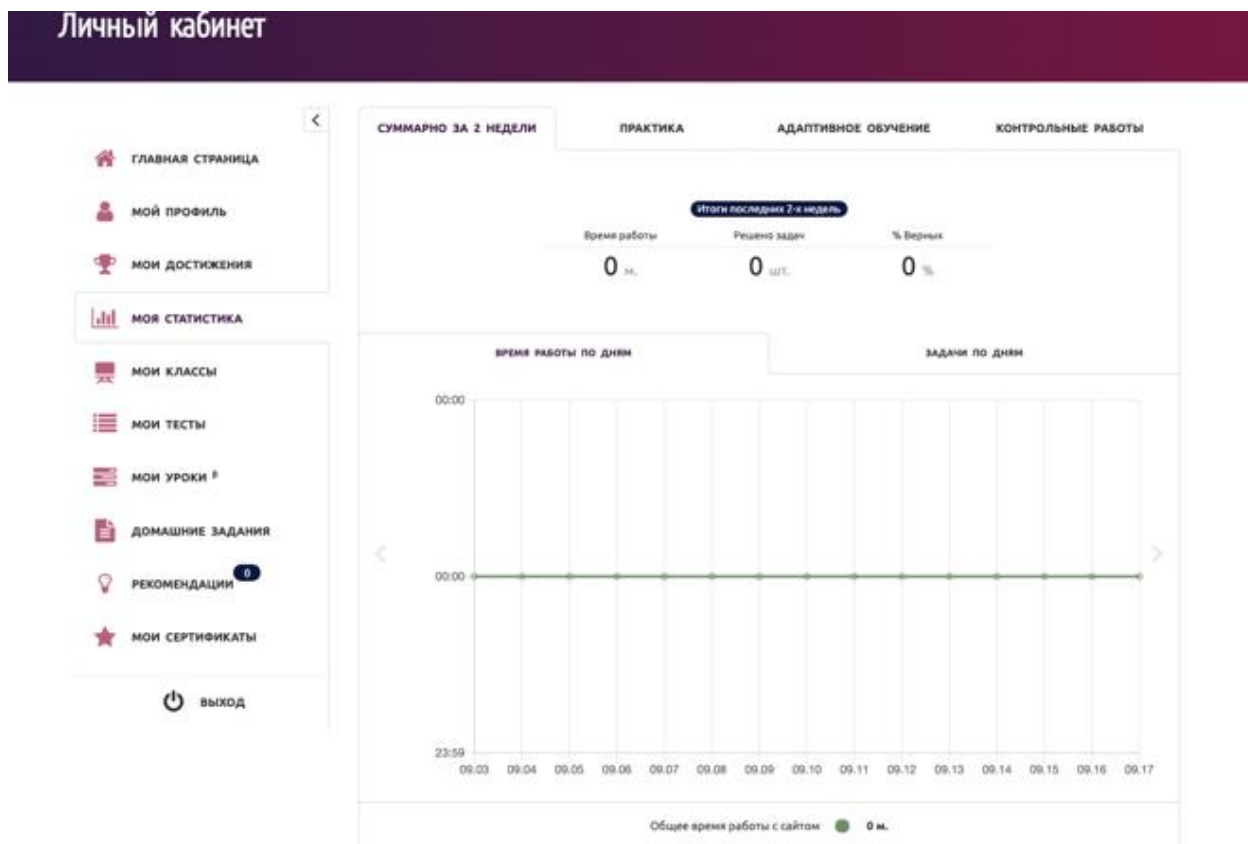 Личный кабинет
СУММАРНО ЗА 2 НЕДЕЛИ ПРАКТИКА АДАПТИВНОЕ ОБУЧЕНИЕ КОНТРОЛЬНЫЕ РАБОТЫ
ГЛАВНАЯ СТРАНИЦА
МОЙ ПРОФИЛЬ
МОИ ДОСТИЖЕНИЯ
МОЯ СТАТИСТИКА
МОИ КЛАССЫ
МОИ ТЕСТЫ
МОИ УРОКИ β
ДОМАШНИЕ ЗАДАНИЯ
РЕКОМЕНДАЦИИ 0
МОИ СЕРТИФИКАТЫ
ВЫХОД
Итоги последних 2-х недель
Время работы Решено задач % Верных
0 м. 0 шт. 0 %
ВРЕМЯ РАБОТЫ ПО ДНЯМ ЗАДАЧИ ПО ДНЯМ
00:00
00:00
23:59
09.03 09.04 09.05 09.06 09.07 09.08 09.09 09.10 09.11 09.12 09.13 09.14 09.15 09.16 09.17
Общее время работы с сайтом 0 м.